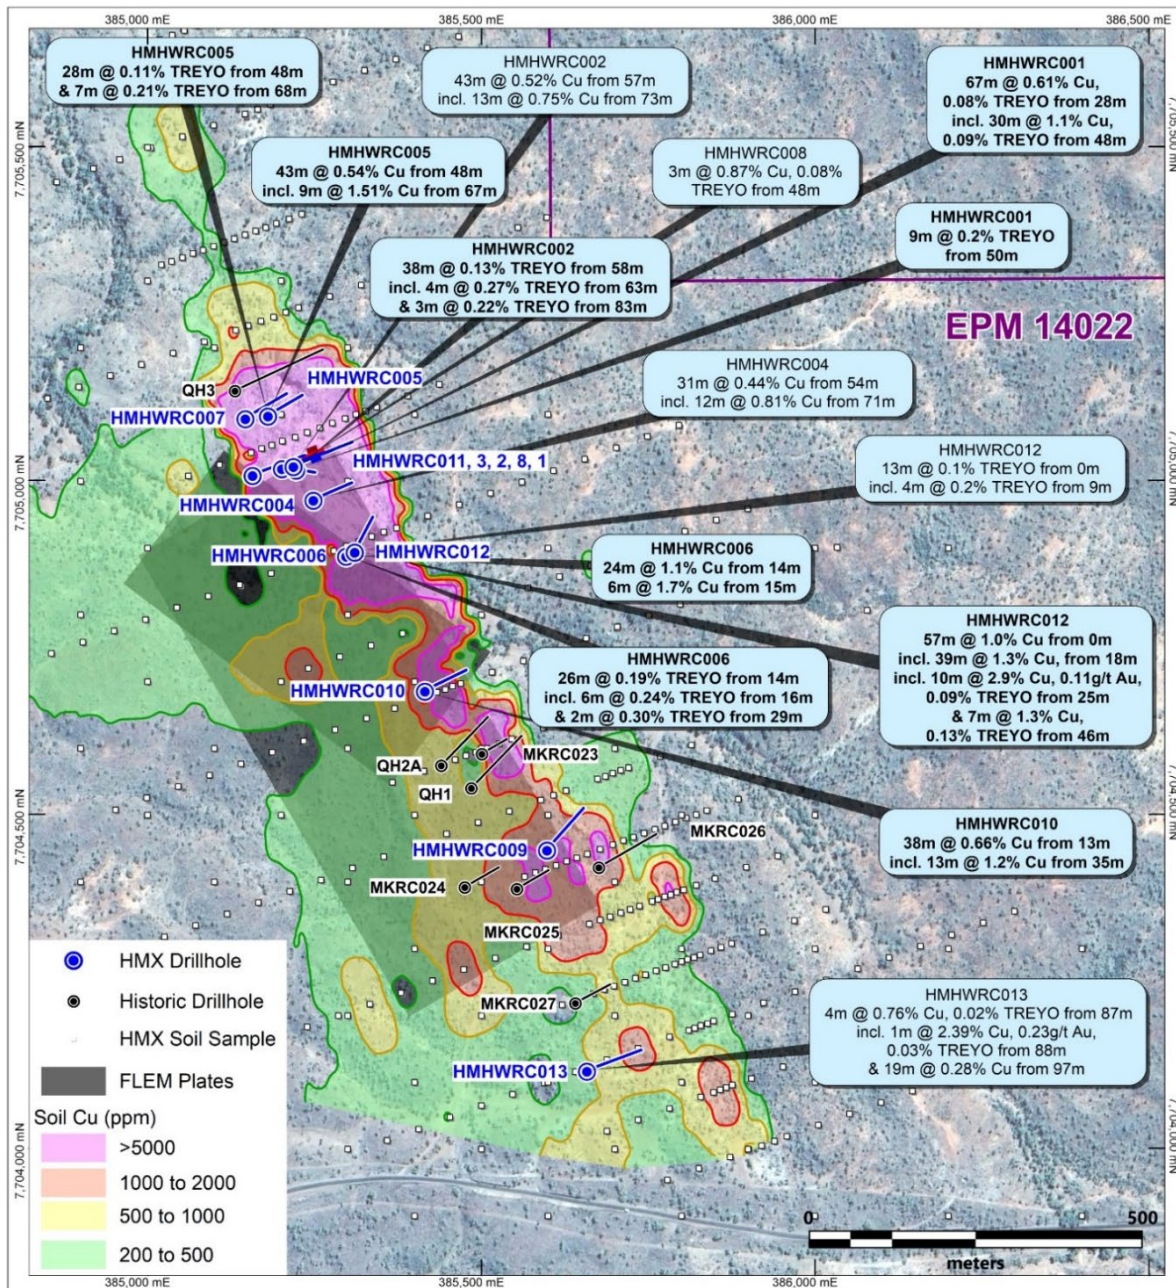 385,000 mE
385,500 mE
386,000 mE
386,500 mE
HMHWRC005
28m @ 0.11% TREYO from 48m
& 7m @ 0.21% TREYO from 68m
HMHWRC002
43m @ 0.52% Cu from 57m
incl. 13m @ 0.75% Cu from 73m
HMHWRC001
67m @ 0.61% Cu,
0.08% TREYO from 28m
incl. 30m @ 1.1% Cu,
0.09% TREYO from 48m
7,705,500 mN
7,705,500 mN
HMHWRC005
43m @ 0.54% Cu from 48m
incl. 9m @ 1.51% Cu from 67m
HMHWRC008
3m @ 0.87% Cu, 0.08%
TREYO from 48m
HMHWRC001
9m @ 0.2% TREYO
from 50m
HMHWRC002
38m @ 0.13% TREYO from 58m
incl. 4m @ 0.27% TREYO from 63m
& 3m @ 0.22% TREYO from 83m
EPM 14022
HMHWRC004
31m @ 0.44% Cu from 54m
incl. 12m @ 0.81% Cu from 71m
QH3
HMHWRC005
HMHWRC007
HMHWRC011, 3, 2, 8, 1
HMHWRC004
7,705,000 mN
7,705,000 mN
HMHWRC012
13m @ 0.1% TREYO from 0m
incl. 4m @ 0.2% TREYO from 9m
HMHWRC006
HMHWRC012
HMHWRC006
24m @ 1.1% Cu from 14m
6m @ 1.7% Cu from 15m
HMHWRC012
57m @ 1.0% Cu from 0m
incl. 39m @ 1.3% Cu, from 18m
incl. 10m @ 2.9% Cu, 0.11g/t Au,
0.09% TREYO from 25m
& 7m @ 1.3% Cu,
0.13% TREYO from 46m
HMHWRC006
26m @ 0.19% TREYO from 14m
incl. 6m @ 0.24% TREYO from 16m
& 2m @ 0.30% TREYO from 29m
HMHWRC010
QH2A
MKRC023
QH1
7,704,500 mN
7,704,500 mN
HMHWRC010
38m @ 0.66% Cu from 13m
incl. 13m @ 1.2% Cu from 35m
HMHWRC009
MKRC026
MKRC024
MKRC025
MKRC027
HMHWRC013
HMHWRC013
4m @ 0.76% Cu, 0.02% TREYO from 87m
incl. 1m @ 2.39% Cu, 0.23g/t Au,
0.03% TREYO from 88m
& 19m @ 0.28% Cu from 97m
HMX Drillhole
Historic Drillhole
HMX Soil Sample
FLEM Plates
Soil Cu (ppm)
>5000
1000 to 2000
500 to 1000
200 to 500
7,704,000 mN
7,704,000 mN
0
500
meters
385,000 mE
385,500 mE
386,000 mE